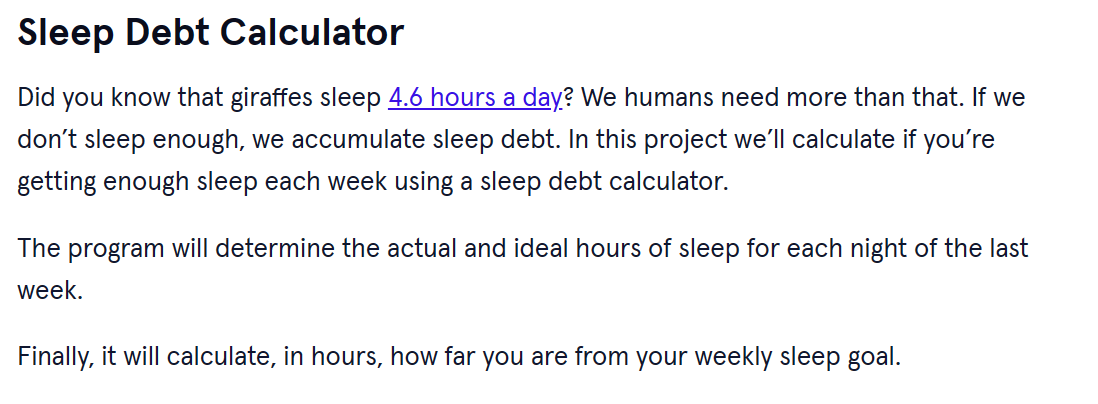 Sleep Debt Calculator
Did you know that giraffes sleep 4.6 hours a day? We humans need more than that. If we
don’t sleep enough, we accumulate sleep debt. In this project we’ll calculate if you’re
getting enough sleep each week using a sleep debt calculator.
The program will determine the actual and ideal hours of sleep for each night of the last
week.
Finally, it will calculate, in hours, how far you are from your weekly sleep goal.